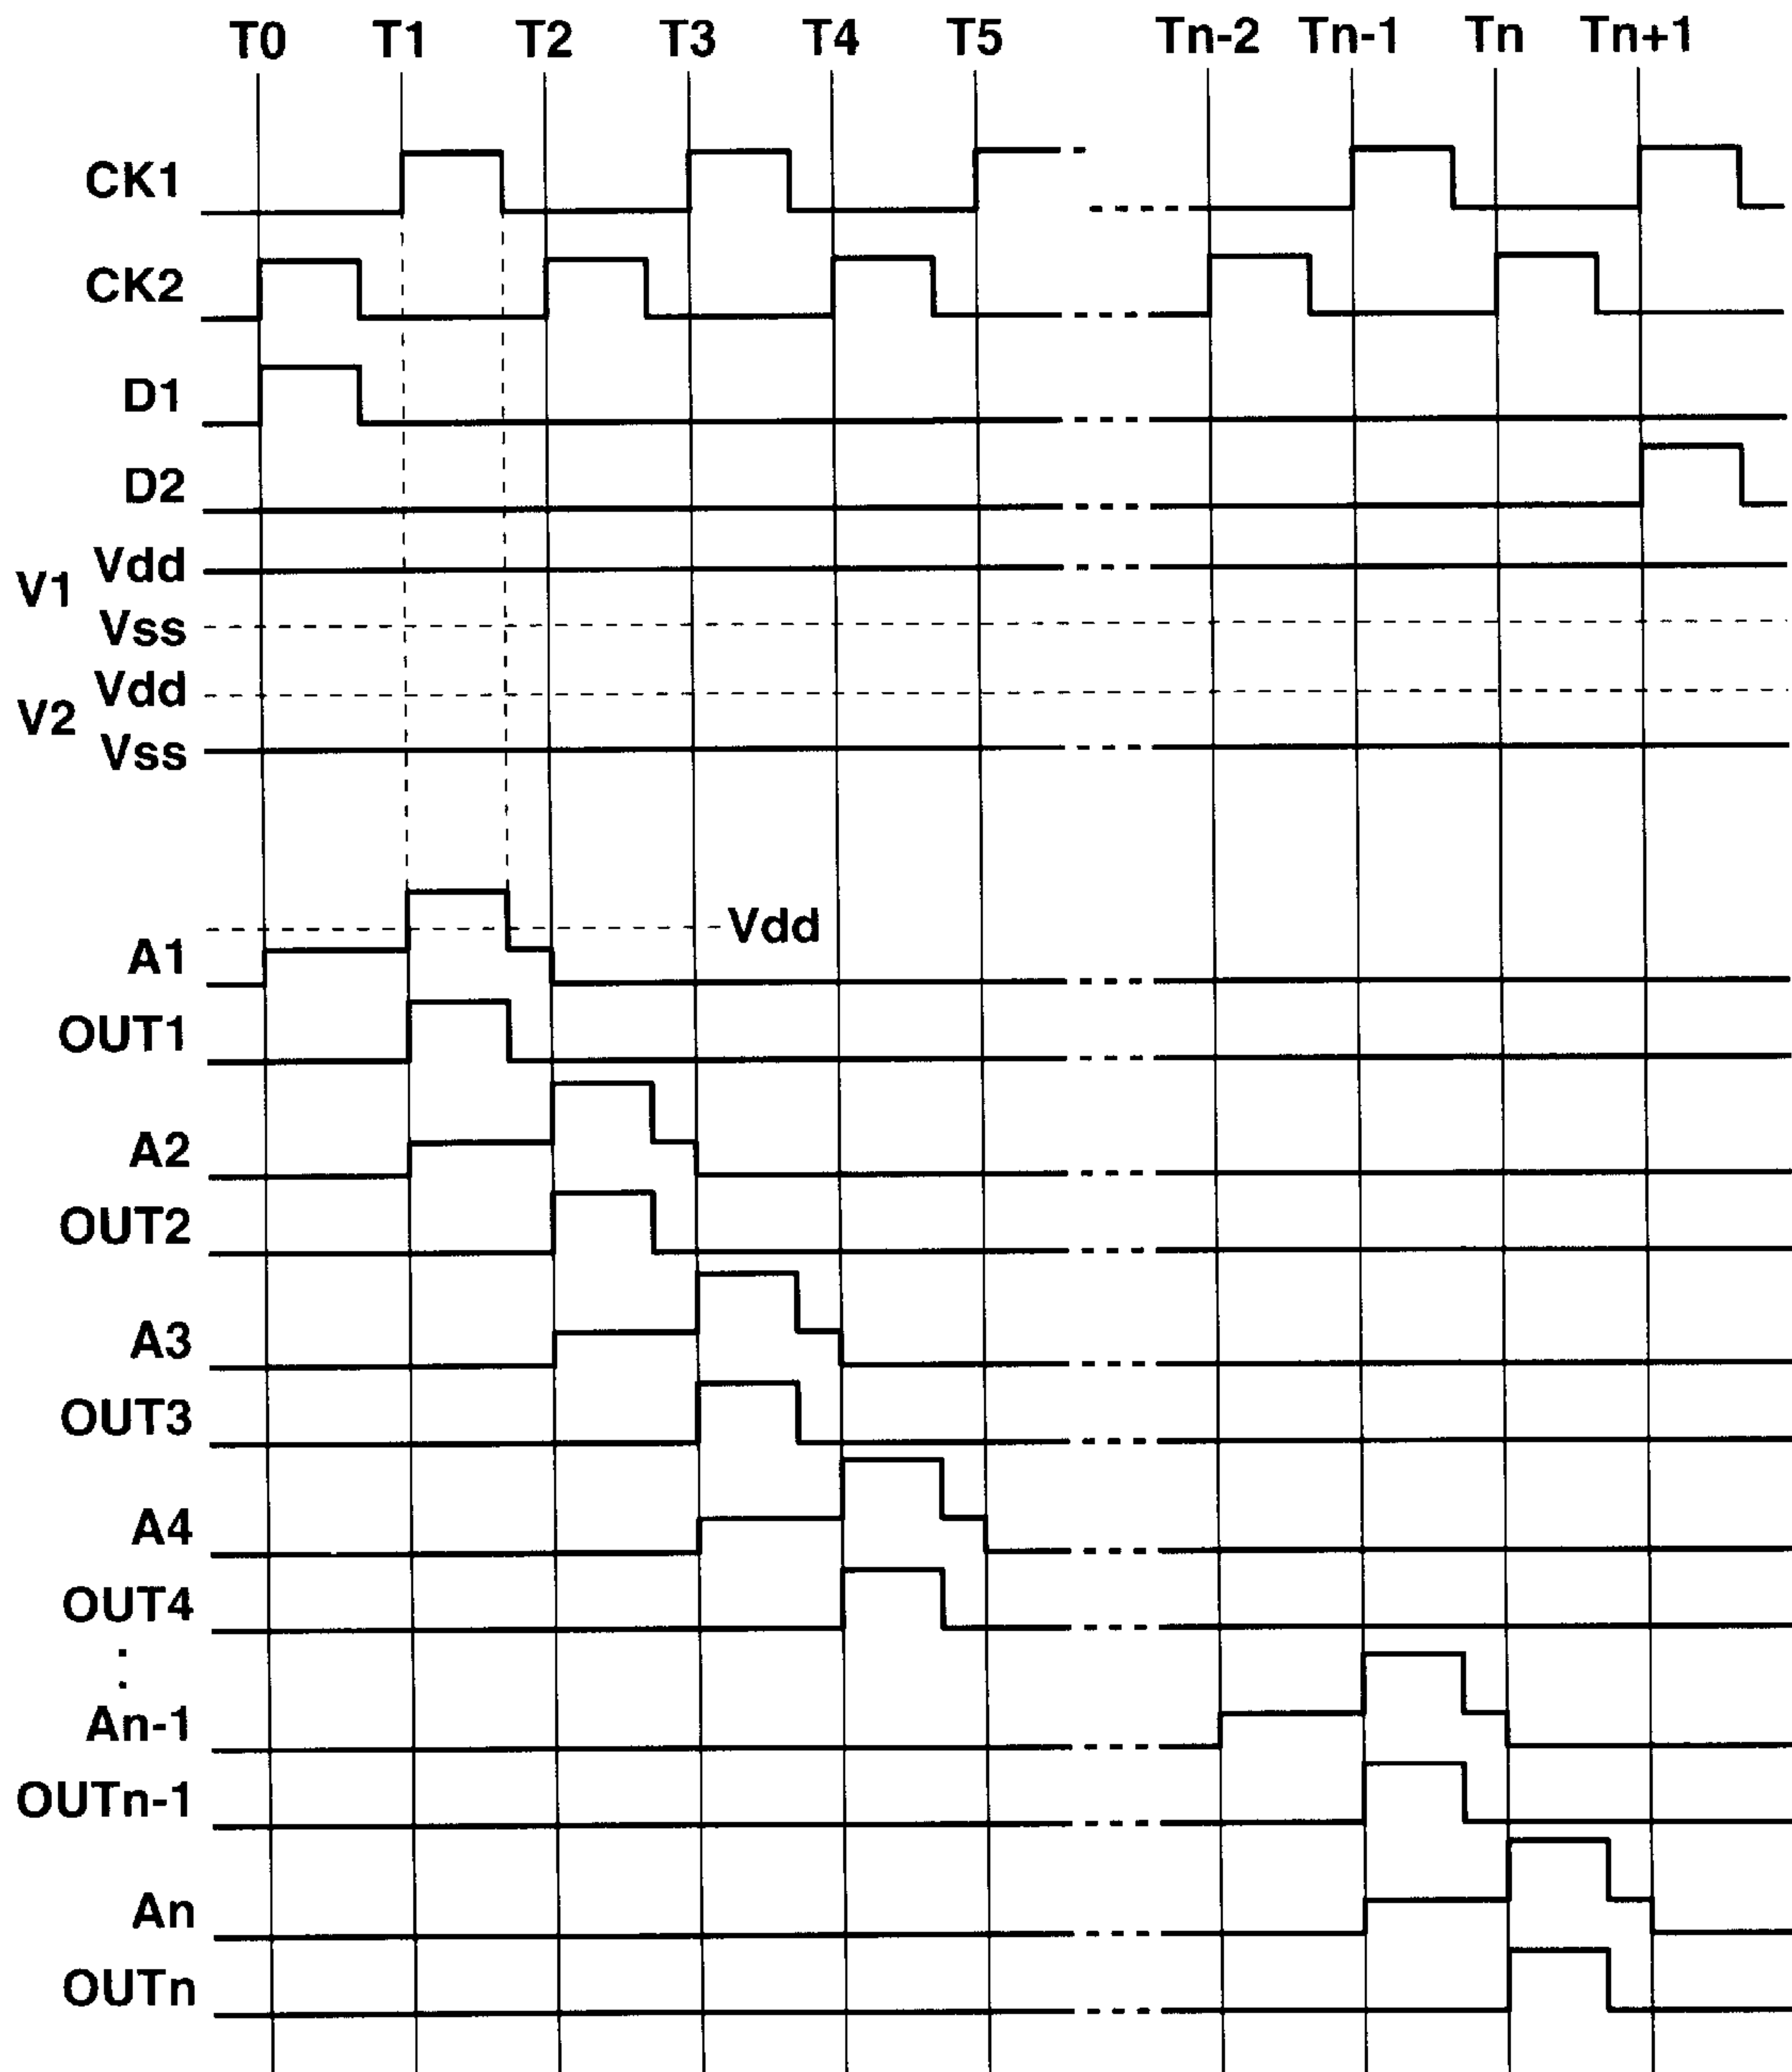 T0 T1 T2 T3 T4 T5 Tn-2 Tn-1 Tn Tn+1
CK1
CK2
D1
D2
V1 Vdd
Vss
V2 Vdd
Vss
Vdd
A1
OUT1
A2
OUT2
A3
OUT3
A4
OUT4
:
An-1
OUTn-1
An
OUTn